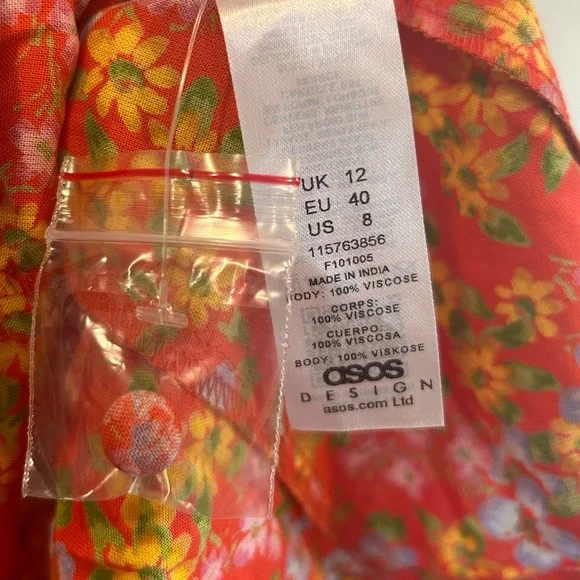 UK 12
EU 40
US 8
115763856
F101005
MADE IN INDIA
BODY: 100% VISCOSE
CORPS:
100% VISCOSE
CUERPO:
100% VISCOSA
BODY: 100% VISKOSE
asos
DESIGN
asos.com Ltd